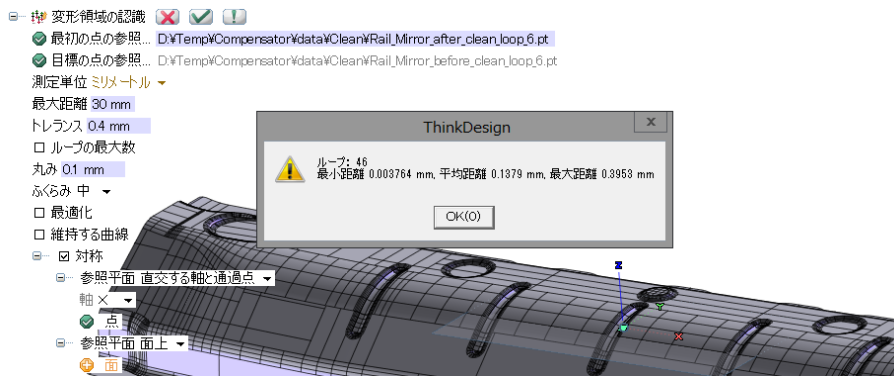 変形領域の認識
最初の点の参照... D:¥Temp¥Compensator¥data¥Clean¥Rail_Mirror_after_clean_loop_6.pt
目標の点の参照... D:¥Temp¥Compensator¥data¥Clean¥Rail_Mirror_before_clean_loop_6.pt
測定単位 ミリメートル
最大距離 30 mm
トレランス 0.4 mm
ループの最大数
丸み 0.1 mm
ふくらみ 中
最適化
維持する曲線
対称
参照平面 直交する軸と通過点
軸 X
点
参照平面 面上
面
ThinkDesign
x
ループ: 46
最小距離 0.003764 mm, 平均距離 0.1379 mm, 最大距離 0.3953 mm
OK(O)
Z
Y
X